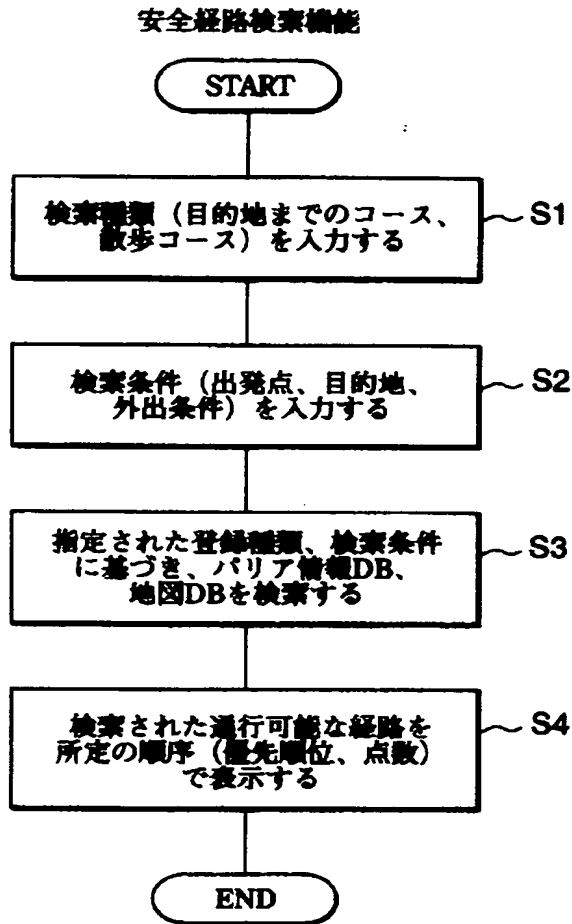 安全経路検索機能
START
検索種類（目的地までのコース、
散歩コース）を入力する
S1
検索条件（出発点、目的地、
外出条件）を入力する
S2
指定された登録種類、検索条件
に基づき、バリア情報DB、
地図DBを検索する
S3
検索された通行可能な経路を
所定の順序（優先順位、点数）
で表示する
S4
END